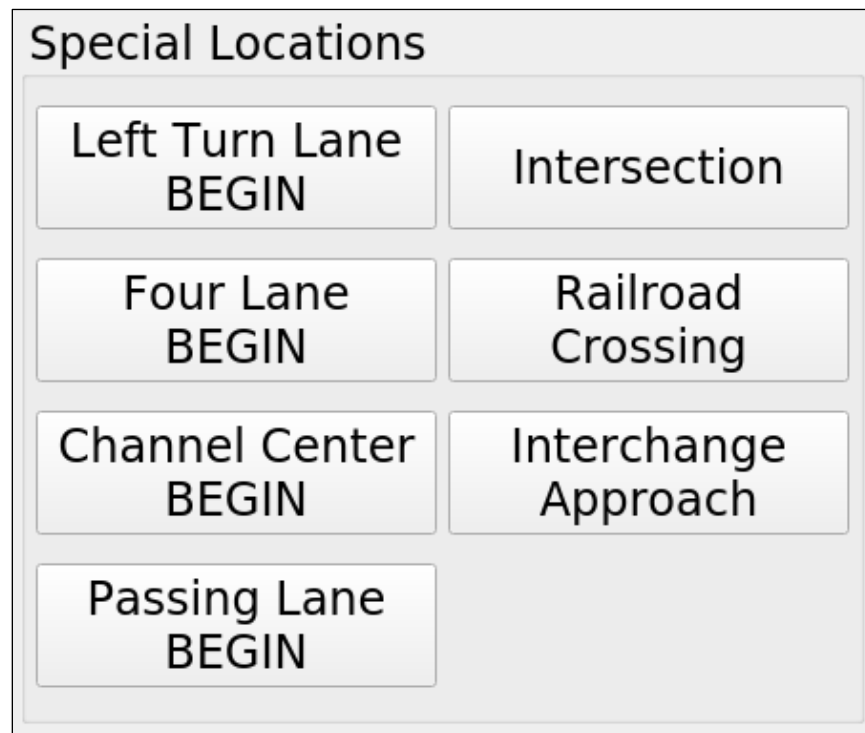 Special Locations
Left Turn Lane
BEGIN
Intersection
Four Lane
BEGIN
Railroad
Crossing
Channel Center
BEGIN
Interchange
Approach
Passing Lane
BEGIN